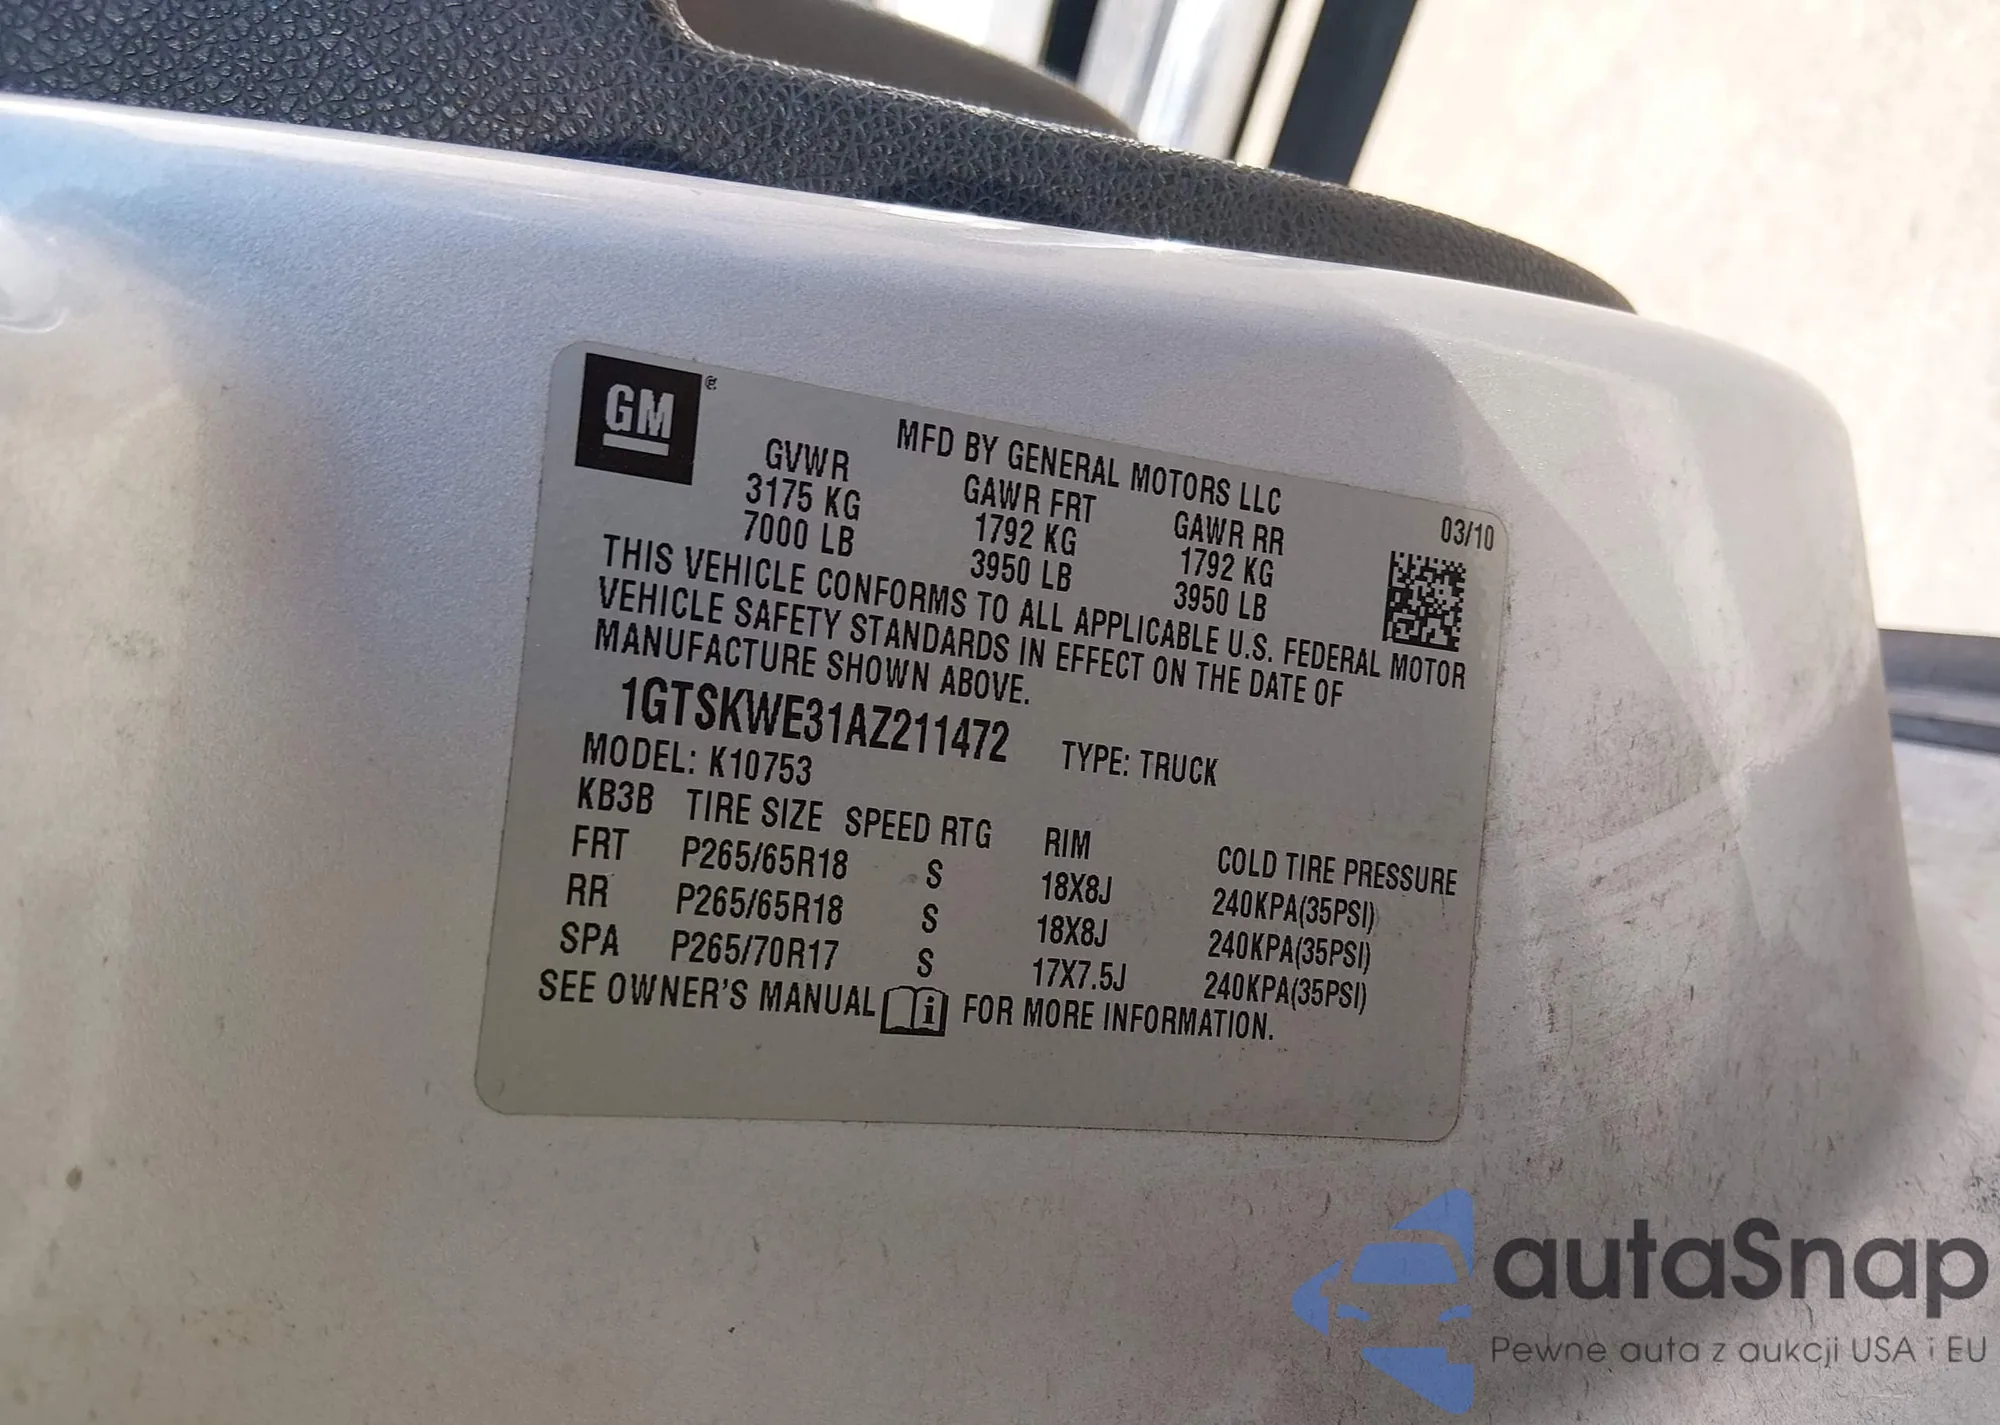 GM
MFD BY GENERAL MOTORS LLC
03/10
GVWR GAWR FRT GAWR RR
3175 KG 1792 KG 1792 KG
7000 LB 3950 LB 3950 LB
THIS VEHICLE CONFORMS TO ALL APPLICABLE U.S. FEDERAL MOTOR
VEHICLE SAFETY STANDARDS IN EFFECT ON THE DATE OF
MANUFACTURE SHOWN ABOVE.
1GTSKWE31AZ211472 TYPE: TRUCK
MODEL: K10753
KB3B TIRE SIZE SPEED RTG RIM COLD TIRE PRESSURE
FRT P265/65R18 S 18X8J 240KPA(35PSI)
RR P265/65R18 S 18X8J 240KPA(35PSI)
SPA P265/70R17 S 17X7.5J 240KPA(35PSI)
SEE OWNER'S MANUAL i FOR MORE INFORMATION.
autaSnap
Pewne auta z aukcji USA i EU